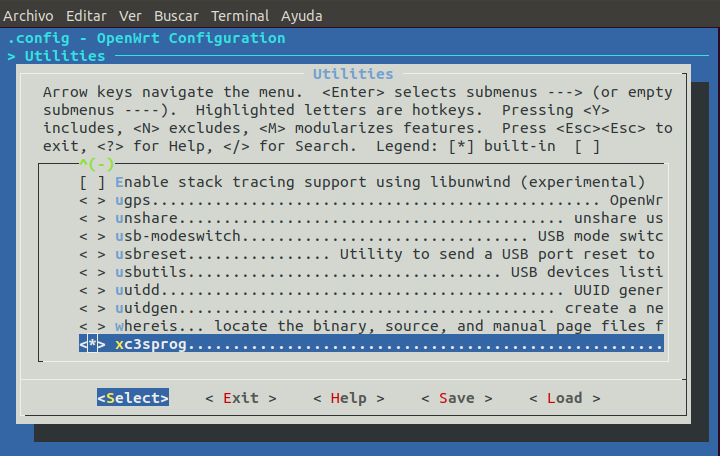 Archivo Editar Ver Buscar Terminal Ayuda
.config - OpenWrt Configuration
> Utilities
Utilities
Arrow keys navigate the menu.  <Enter> selects submenus ---> (or empty
submenus ----).  Highlighted letters are hotkeys.  Pressing <Y>
includes, <N> excludes, <M> modularizes features.  Press <Esc><Esc> to
exit, <?> for Help, </> for Search.  Legend: [*] built-in  [ ]
^(-)
[ ] Enable stack tracing support using libunwind (experimental)
< > ugps.................................................. OpenWr
< > unshare........................................... unshare us
< > usb-modeswitch................................ USB mode switc
< > usbreset................ Utility to send a USB port reset to
< > usbutils................................... USB devices listi
< > uuidd............................................. UUID gener
< > uuidgen.......................................... create a ne
< > whereis... locate the binary, source, and manual page files f
<*> xc3sprog.....................................................
<Select>    < Exit >    < Help >    < Save >    < Load >